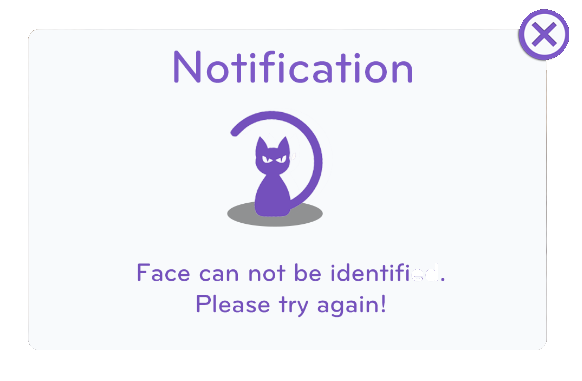 Notification
Face can not be
Please try again!